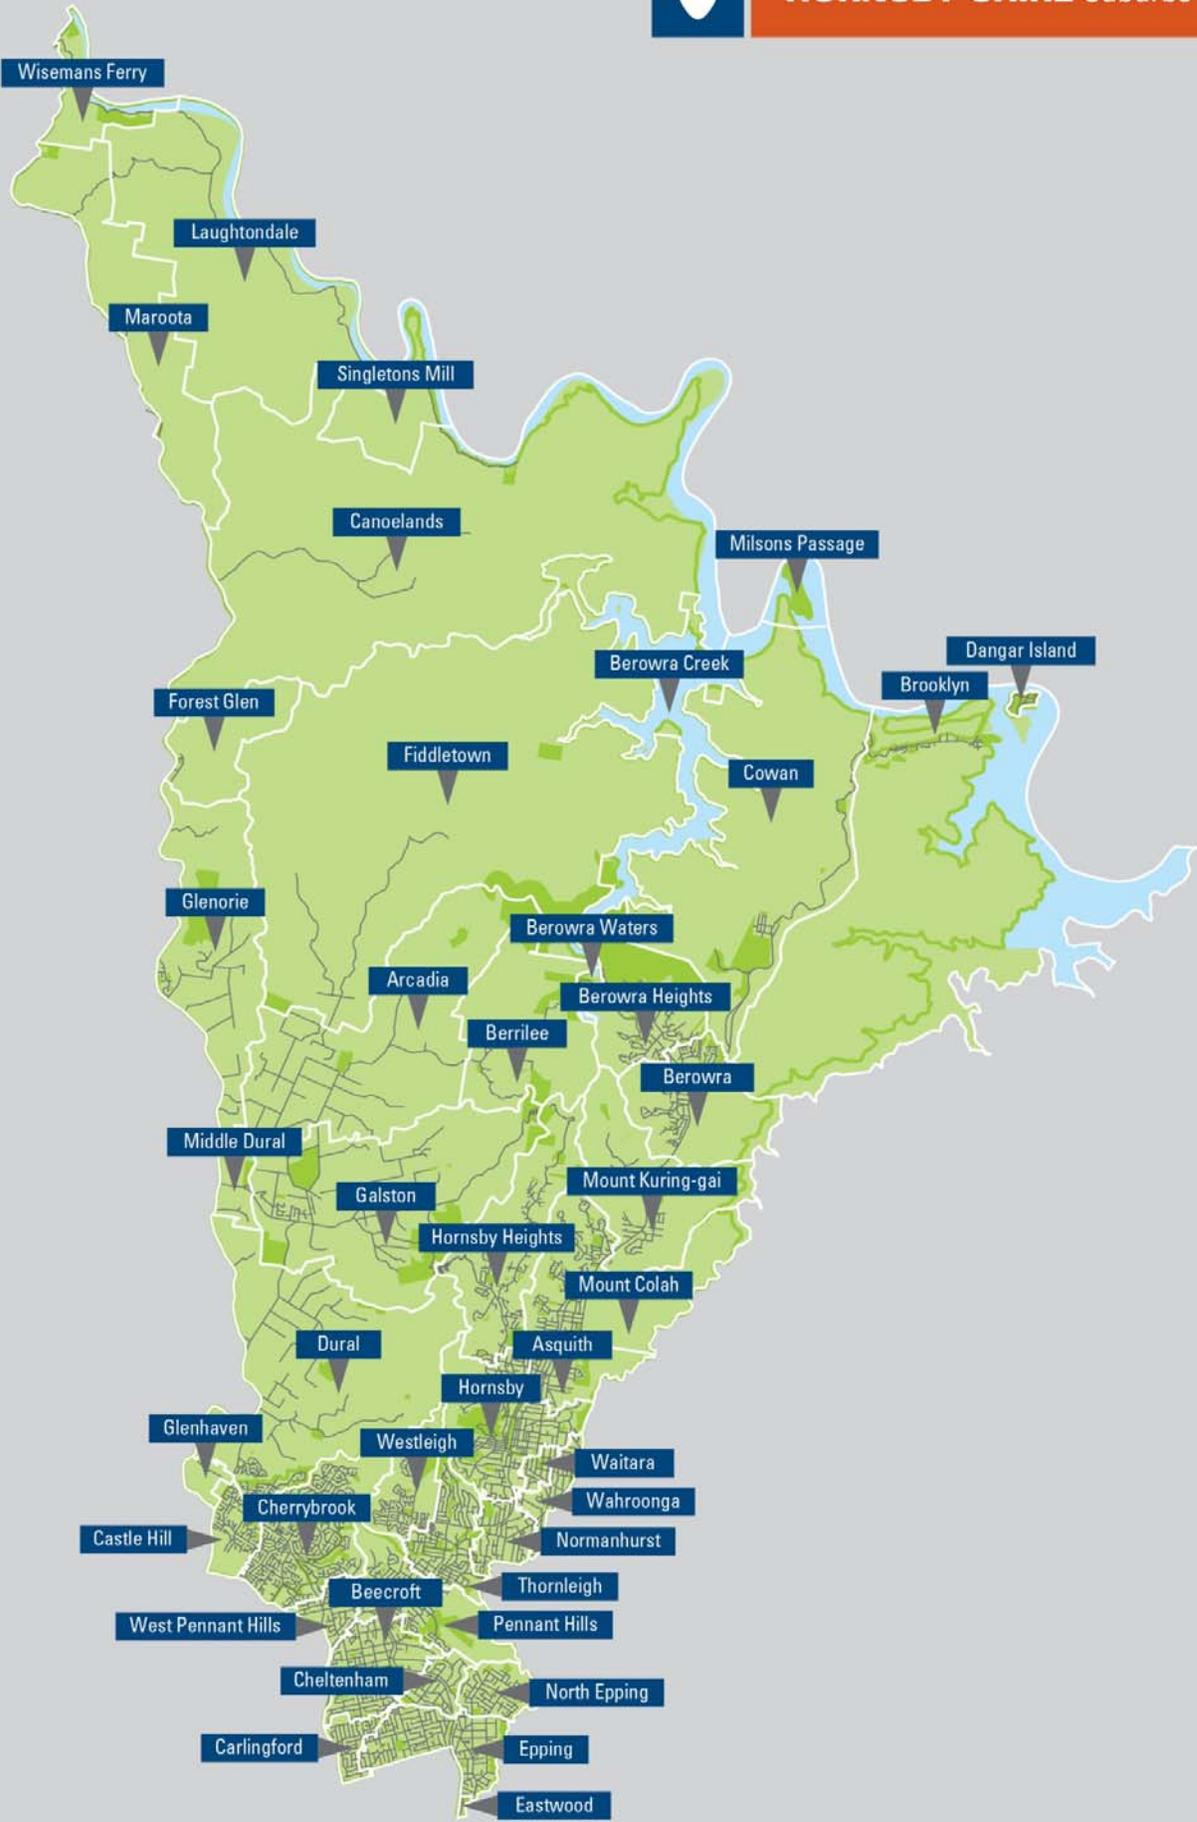 Wisemans Ferry
Laughtondale
Maroota
Singletons Mill
Canoelands
Milsons Passage
Dangar Island
Berowra Creek
Brooklyn
Forest Glen
Fiddletown
Cowan
Glenorie
Berowra Waters
Arcadia
Berowra Heights
Berrilee
Berowra
Middle Dural
Mount Kuring-gai
Galston
Hornsby Heights
Mount Colah
Dural
Asquith
Hornsby
Glenhaven
Westleigh
Waitara
Wahroonga
Cherrybrook
Castle Hill
Normanhurst
Thornleigh
Beecroft
West Pennant Hills
Pennant Hills
Cheltenham
North Epping
Carlingford
Epping
Eastwood